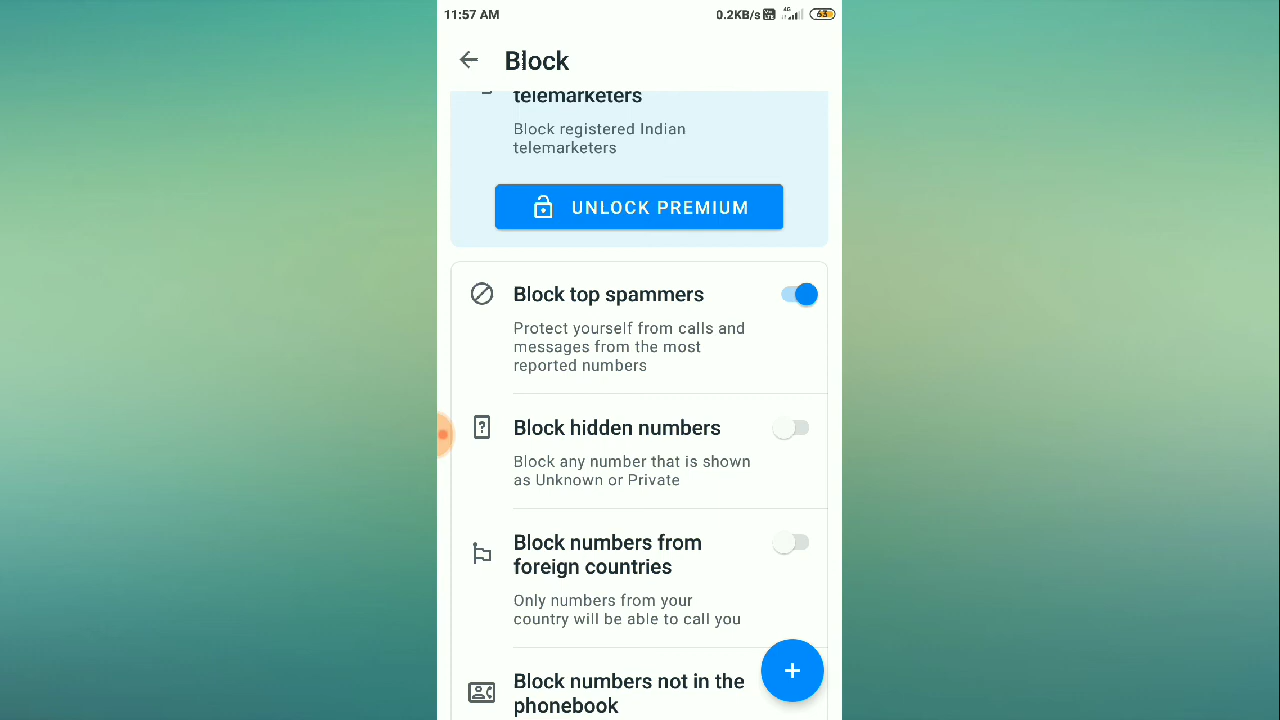 11:57 AM
0.2KB/s 4G 63
Block
telemarketers
Block registered Indian
telemarketers
UNLOCK PREMIUM
Block top spammers
Protect yourself from calls and
messages from the most
reported numbers
?
Block hidden numbers
Block any number that is shown
as Unknown or Private
Block numbers from
foreign countries
Only numbers from your
country will be able to call you
+
Block numbers not in the
phonebook